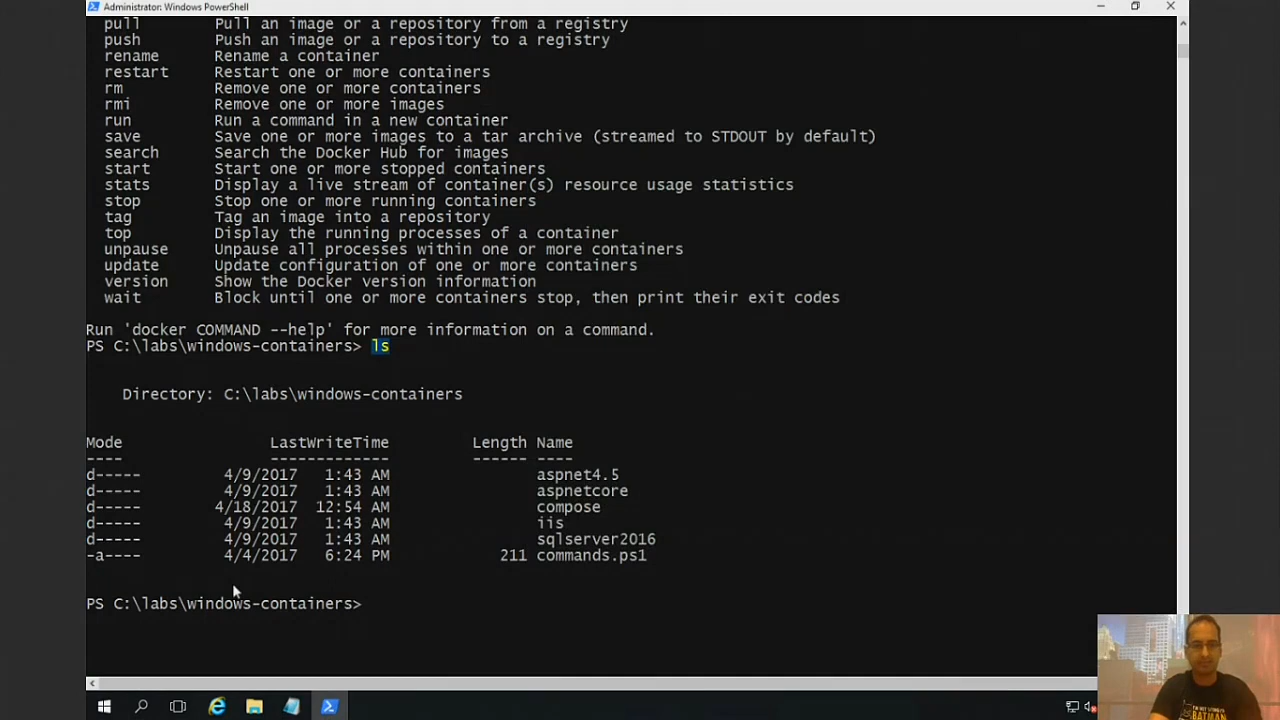 Administrator: Windows PowerShell
pull Pull an image or a repository from a registry
push Push an image or a repository to a registry
rename Rename a container
restart Restart one or more containers
rm Remove one or more containers
rmi Remove one or more images
run Run a command in a new container
save Save one or more images to a tar archive (streamed to STDOUT by default)
search Search the Docker Hub for images
start Start one or more stopped containers
stats Display a live stream of container(s) resource usage statistics
stop Stop one or more running containers
tag Tag an image into a repository
top Display the running processes of a container
unpause Unpause all processes within one or more containers
update Update configuration of one or more containers
version Show the Docker version information
wait Block until one or more containers stop, then print their exit codes
Run 'docker COMMAND --help' for more information on a command.
PS C:\labs\windows-containers> ls
Directory: C:\labs\windows-containers
Mode LastWriteTime Length Name
---- ------------- ------ ----
d----- 4/9/2017 1:43 AM aspnet4.5
d----- 4/9/2017 1:43 AM aspnetcore
d----- 4/18/2017 12:54 AM compose
d----- 4/9/2017 1:43 AM iis
d----- 4/9/2017 1:43 AM sqlserver2016
-a---- 4/4/2017 6:24 PM 211 commands.ps1
PS C:\labs\windows-containers>
BATMAN